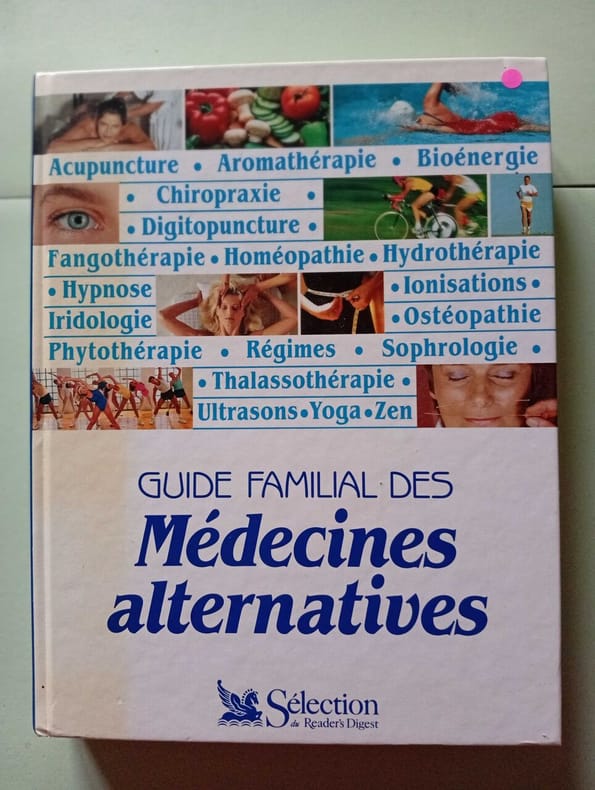 Acupuncture • Aromathérapie • Bioénergie
• Chiropraxie •
• Digitopuncture •
Fangothérapie • Homéopathie • Hydrothérapie
• Hypnose
• Ionisations •
Iridologie
• Ostéopathie
Phytothérapie • Régimes • Sophrologie •
• Thalassothérapie •
Ultrasons • Yoga • Zen
GUIDE FAMILIAL DES
Médecines
alternatives
Sélection
du Reader's Digest